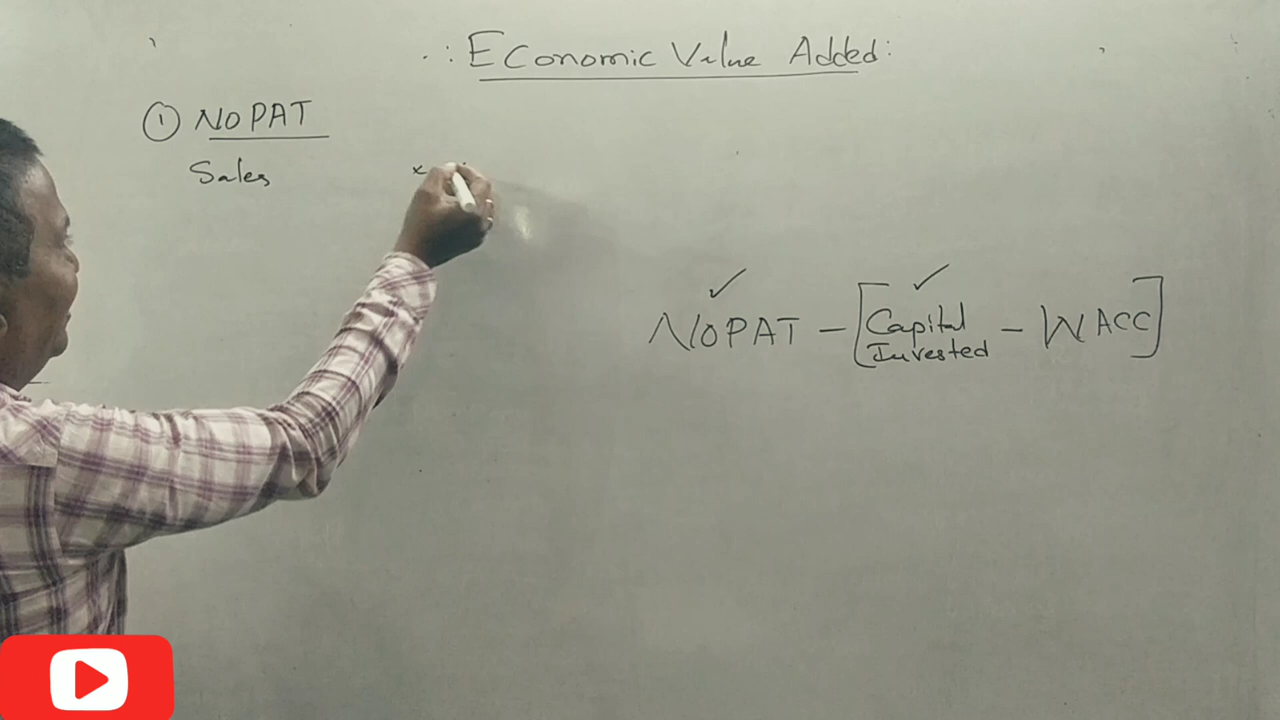 ∴ Economic Value Added:
① NOPAT
Sales x
NOPAT - [Capital Invested - WACC]